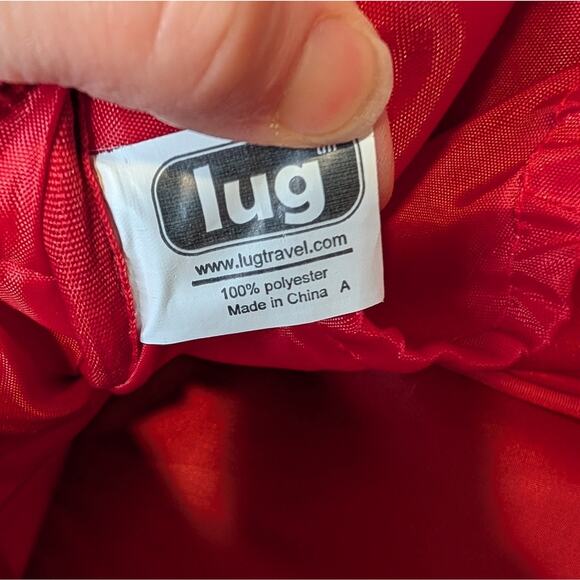 lug
www.lugtravel.com
100% polyester
Made in China A